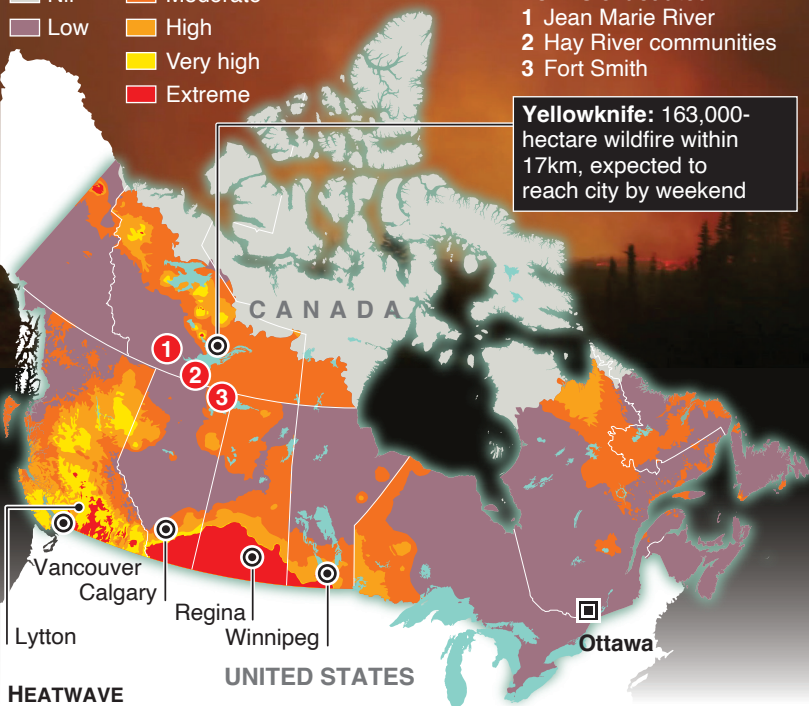 Low
High
Very high
Extreme
1 Jean Marie River
2 Hay River communities
3 Fort Smith
Yellowknife: 163,000-
hectare wildfire within
17km, expected to
reach city by weekend
CANADA
1
2
3
Vancouver
Calgary
Regina
Winnipeg
Lytton
Ottawa
UNITED STATES
HEATWAVE